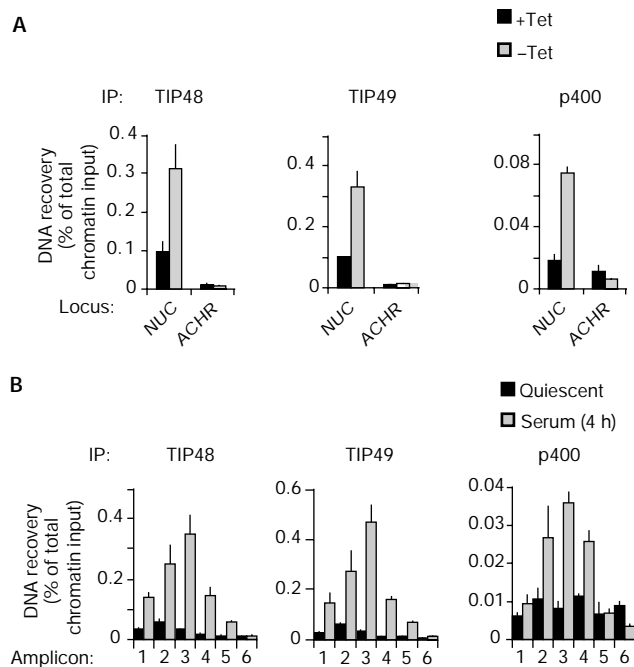 A
+Tet
–Tet
IP: TIP48 TIP49 p400
DNA recovery
(% of total
chromatin input)
0.4 0.4 0.08
0.3
0.2 0.2 0.04
0.1
0 0 0
Locus: NUC ACHR NUC ACHR NUC ACHR
B
Quiescent
Serum (4 h)
IP: TIP48 TIP49 p400
DNA recovery
(% of total
chromatin input)
0.6 0.04
0.4 0.4 0.03
0.02
0.2 0.2 0.01
0 0 0
Amplicon: 1 2 3 4 5 6 1 2 3 4 5 6 1 2 3 4 5 6